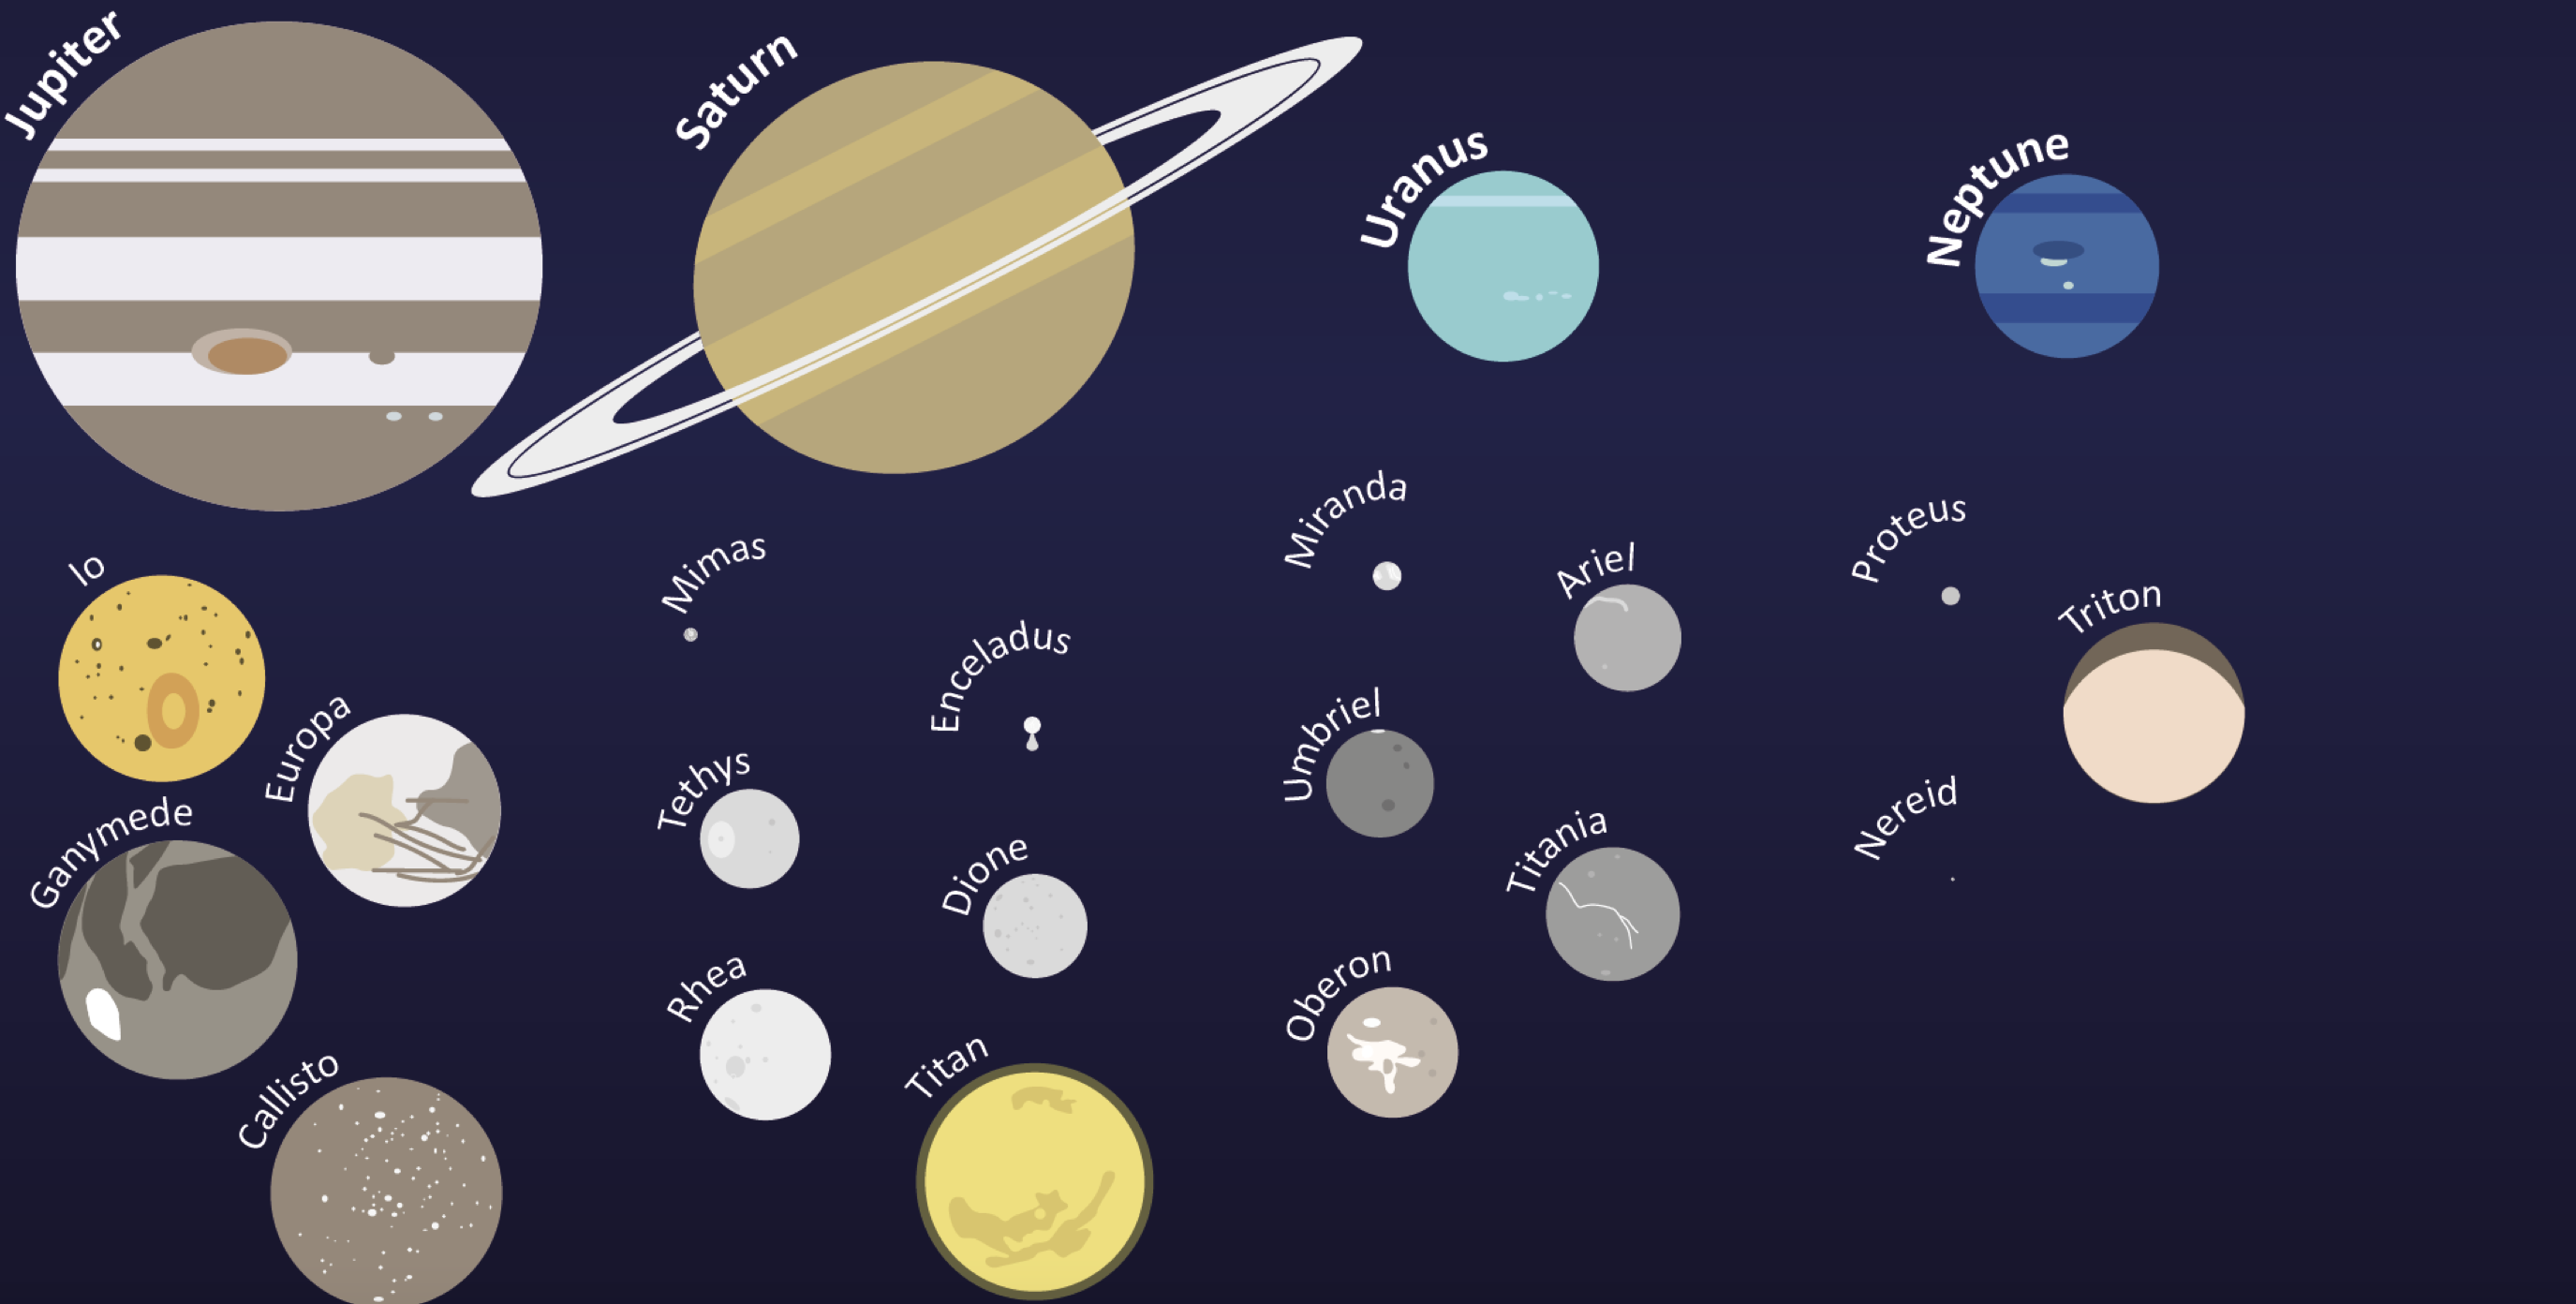 Jupiter
Saturn
Uranus
Neptune
Io
Europa
Ganymede
Callisto
Mimas
Enceladus
Tethys
Dione
Rhea
Titan
Miranda
Ariel
Umbriel
Titania
Oberon
Proteus
Triton
Nereid